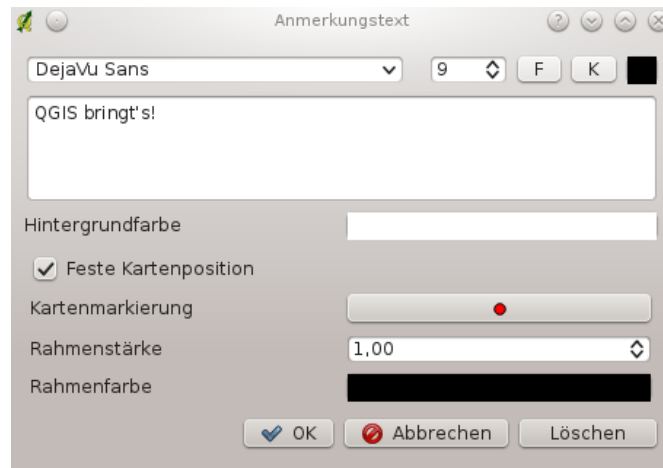 Anmerkungstext
DejaVu Sans 9 F K
QGIS bringt's!
Hintergrundfarbe
Feste Kartenposition
Kartenmarkierung
Rahmenstärke 1,00
Rahmenfarbe
OK Abbrechen Löschen